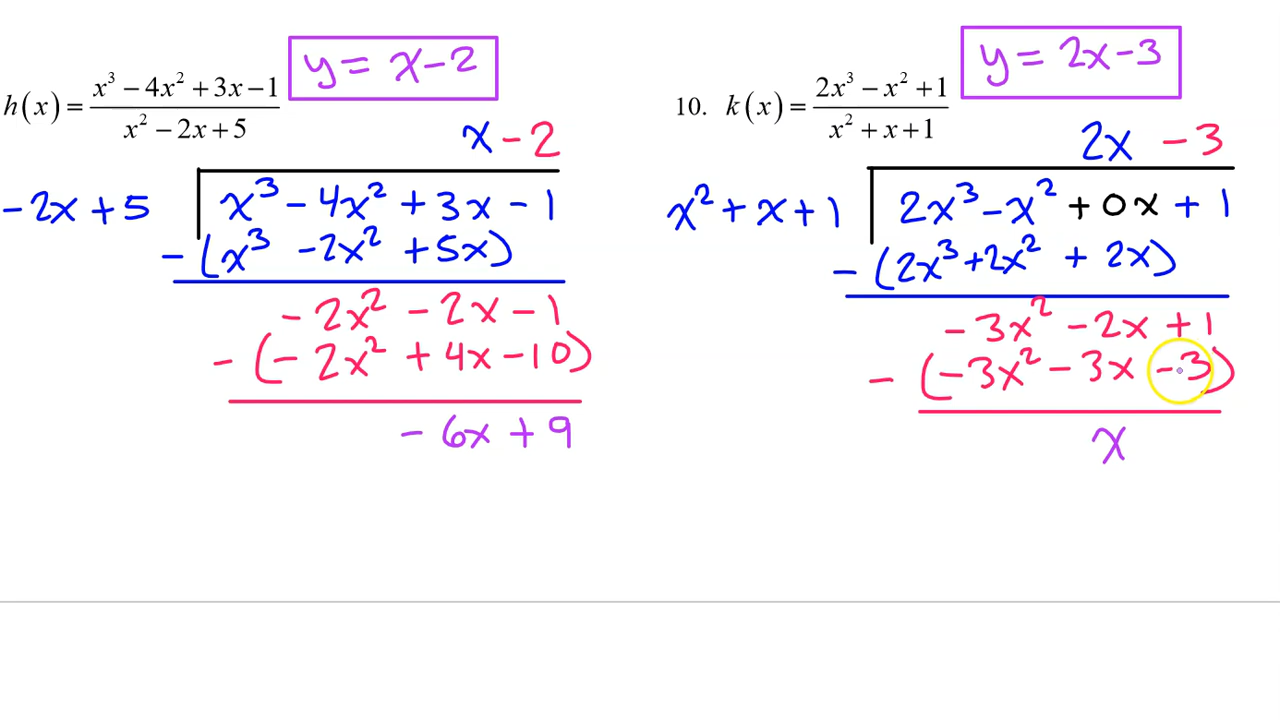 h(x) = (x³ − 4x² + 3x − 1)/(x² − 2x + 5)
y = x − 2
x − 2
− 2x + 5 x³ − 4x² + 3x − 1
− (x³ − 2x² + 5x)
− 2x² − 2x − 1
− (− 2x² + 4x − 10)
− 6x + 9
10. k(x) = (2x³ − x² + 1)/(x² + x + 1)
y = 2x − 3
2x − 3
x² + x + 1 2x³ − x² + 0x + 1
− (2x³ + 2x² + 2x)
− 3x² − 2x + 1
− (− 3x² − 3x − 3)
x